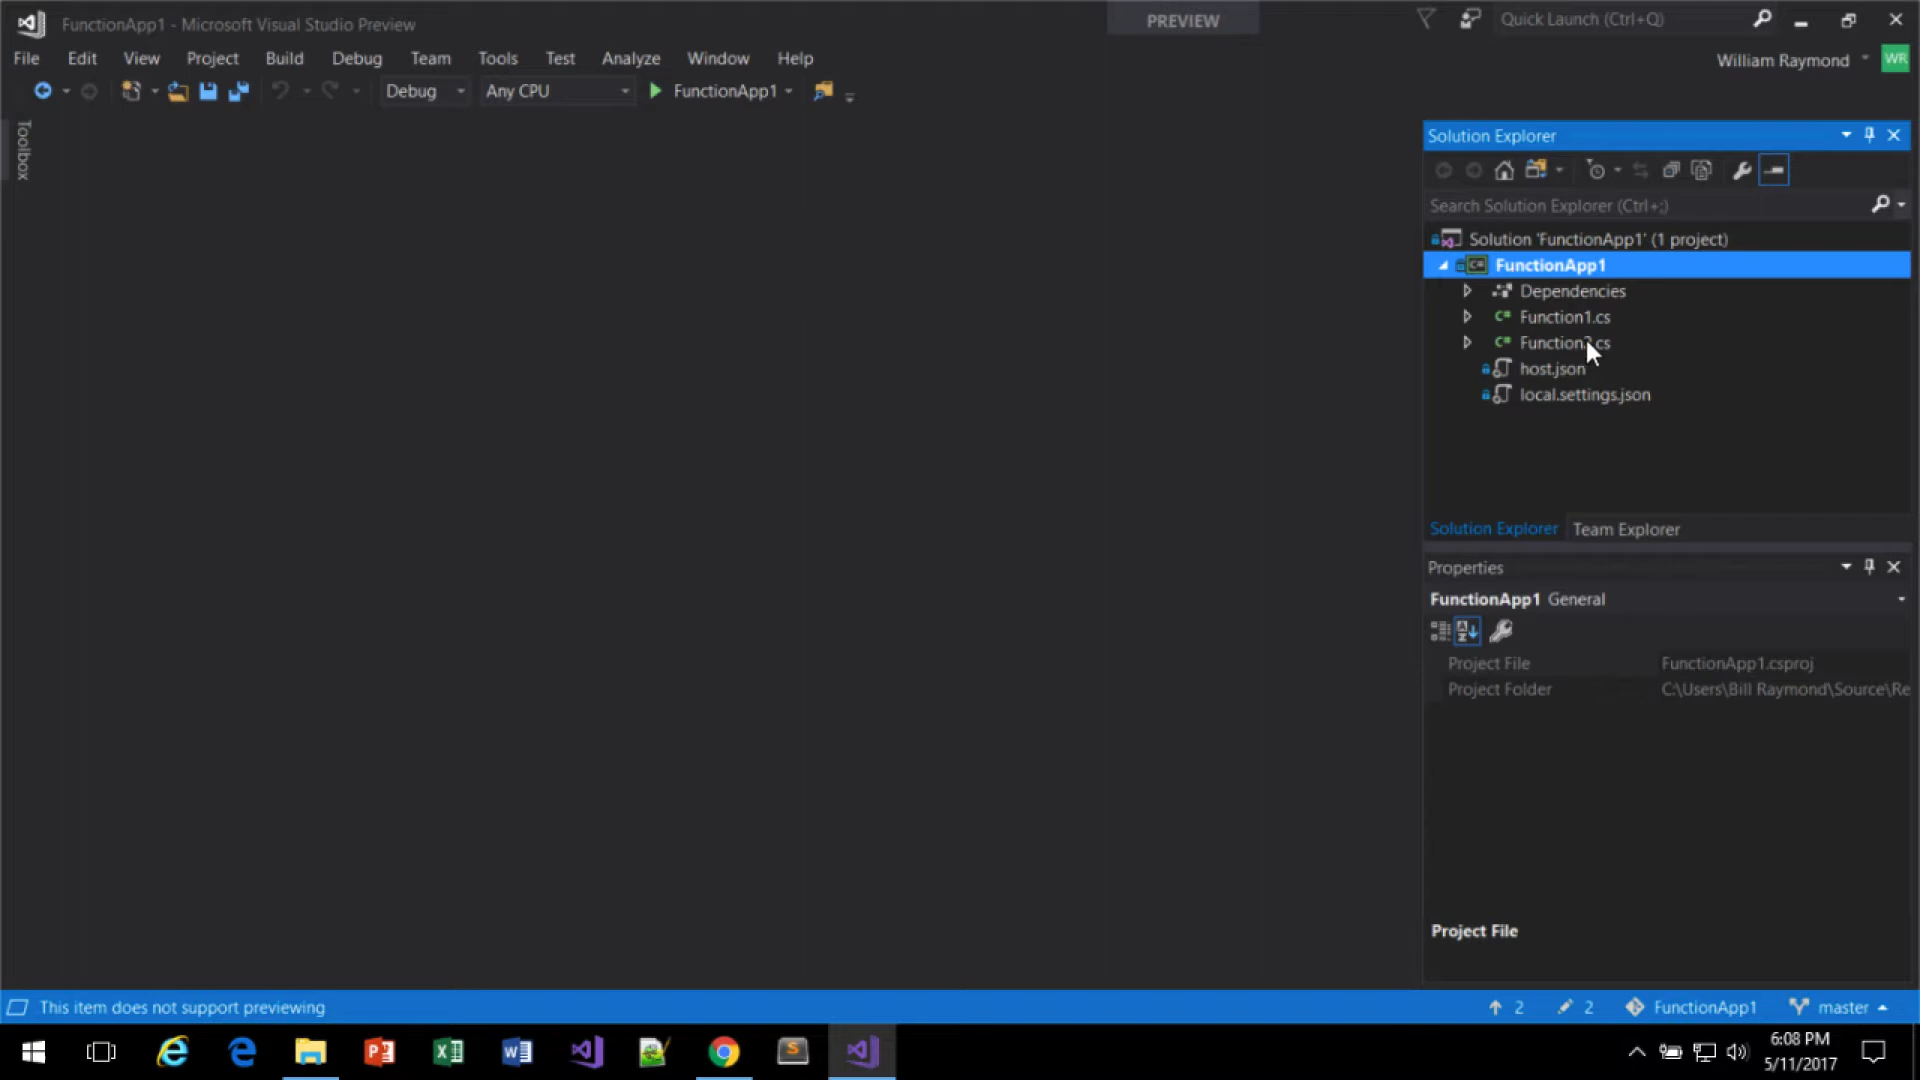 FunctionApp1 - Microsoft Visual Studio Preview
PREVIEW
Quick Launch (Ctrl+Q)
File Edit View Project Build Debug Team Tools Test Analyze Window Help
William Raymond WR
Debug Any CPU FunctionApp1
Toolbox
Solution Explorer
Search Solution Explorer (Ctrl+;)
Solution 'FunctionApp1' (1 project)
FunctionApp1
Dependencies
C# Function1.cs
C# Function2.cs
host.json
local.settings.json
Solution Explorer Team Explorer
Properties
FunctionApp1 General
Project File FunctionApp1.csproj
Project Folder C:\Users\Bill Raymond\Source\Re
Project File
This item does not support previewing
2 2 FunctionApp1 master
6:08 PM
5/11/2017